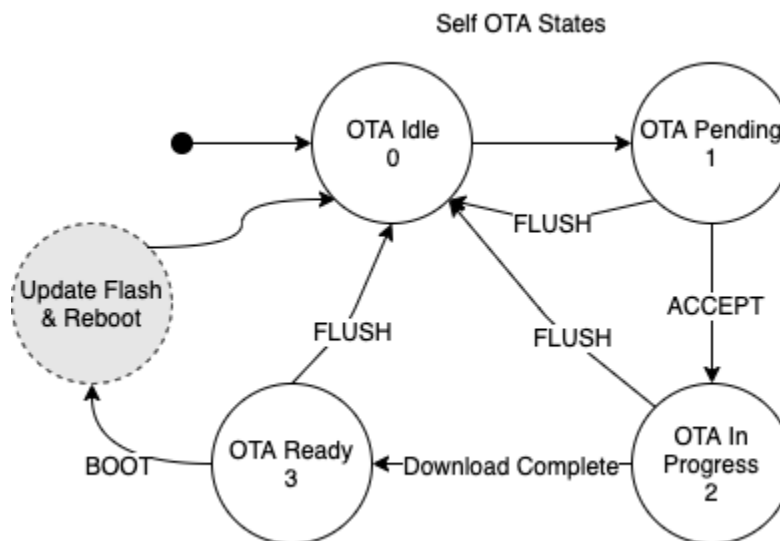 Self OTA States
OTA Idle
0
OTA Pending
1
FLUSH
Update Flash
& Reboot
ACCEPT
FLUSH
FLUSH
OTA Ready
3
BOOT
Download Complete
OTA In
Progress
2